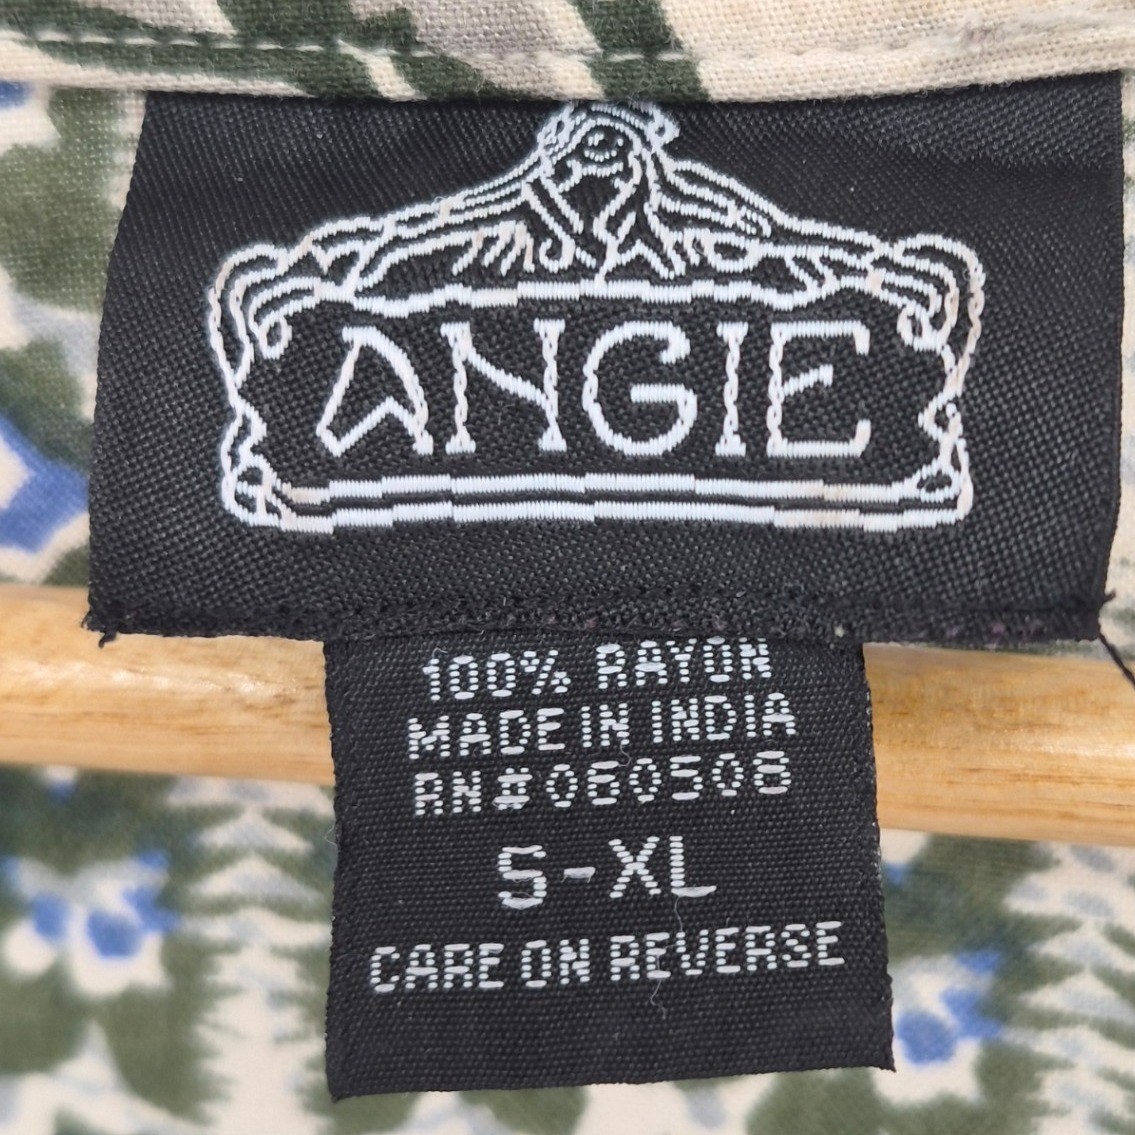 ANGIE
100% RAYON
MADE IN INDIA
RN#060508
S-XL
CARE ON REVERSE